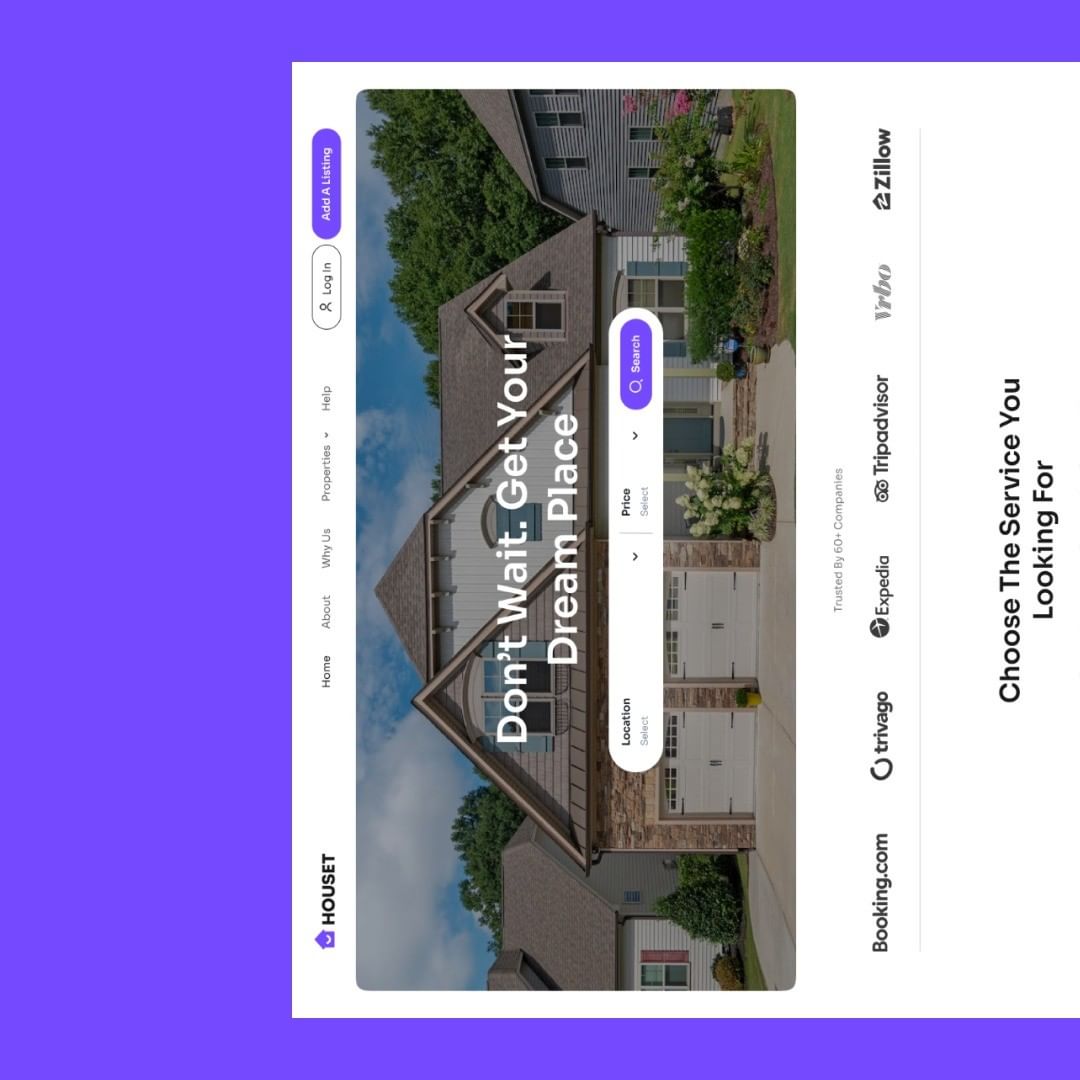 HOUSET
Home About Why Us Properties Help
Log In
Add A Listing
Don’t Wait. Get Your
Dream Place
Location
Select
Price
Select
Search
Trusted By 60+ Companies
Booking.com trivago Expedia Tripadvisor Vrbo Zillow
Choose The Service You
Looking For